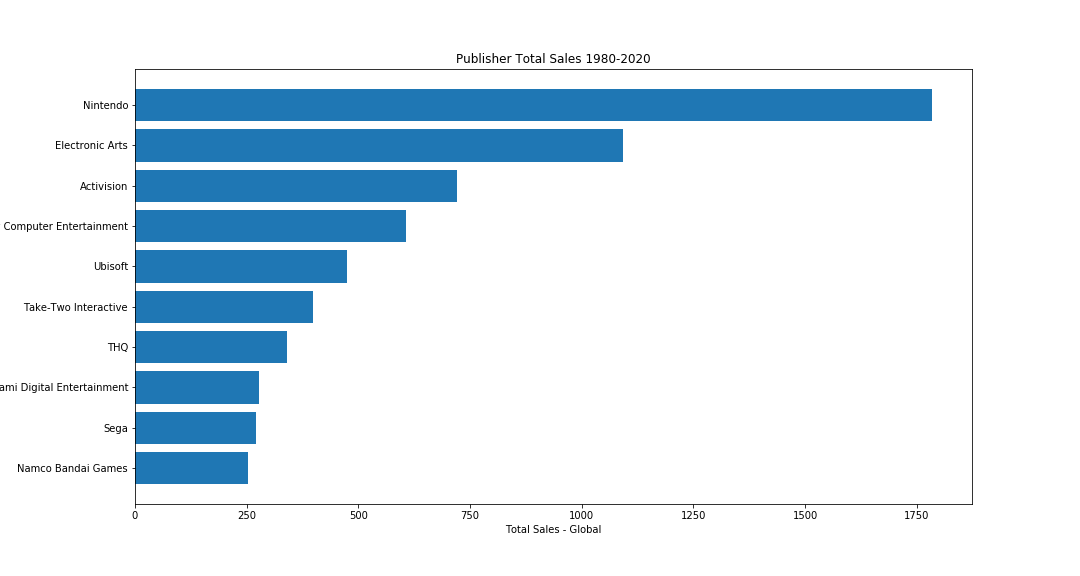 Publisher Total Sales 1980-2020
Nintendo
Electronic Arts
Activision
Computer Entertainment
Ubisoft
Take-Two Interactive
THQ
ami Digital Entertainment
Sega
Namco Bandai Games
0 250 500 750 1000 1250 1500 1750
Total Sales - Global